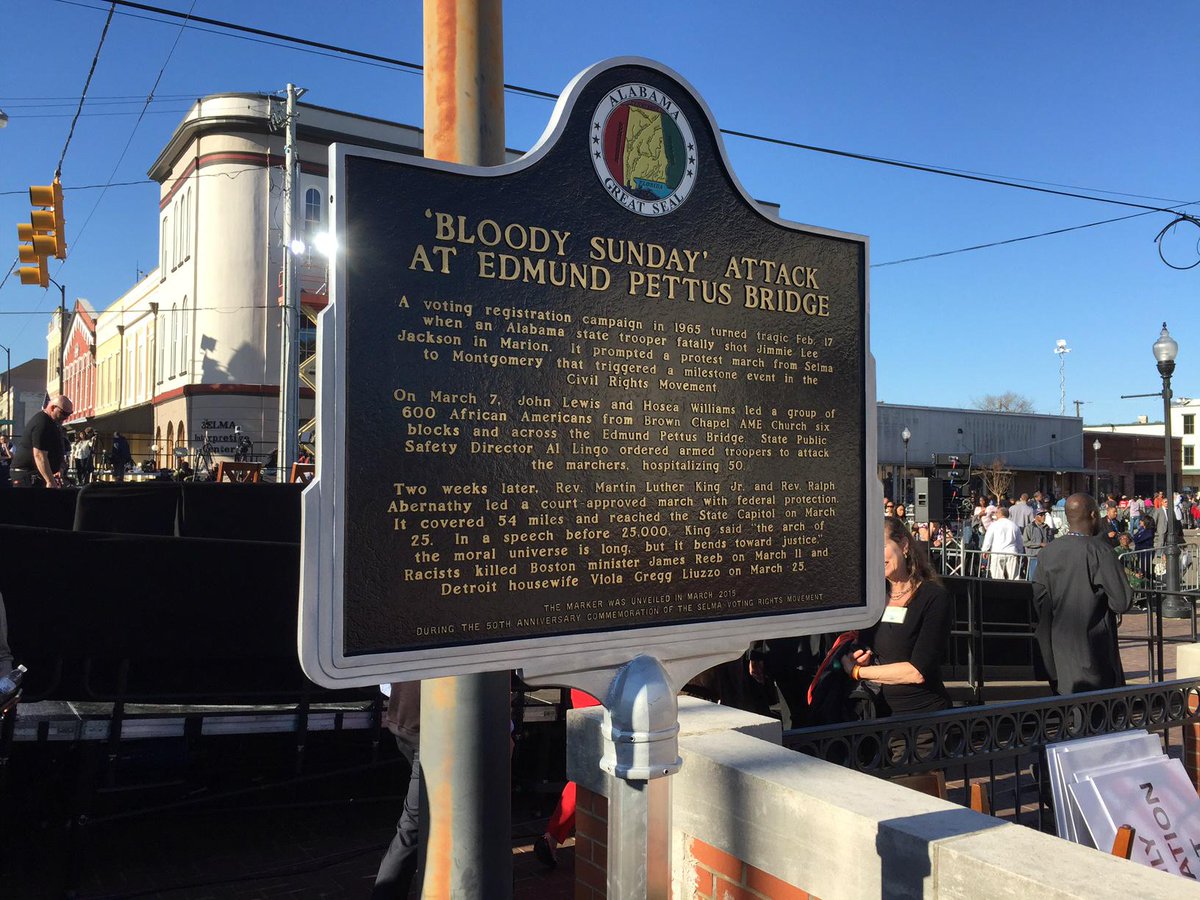 ALABAMA
GREAT SEAL
'BLOODY SUNDAY' ATTACK
AT EDMUND PETTUS BRIDGE
A voting registration campaign in 1965 turned tragic Feb. 17
when an Alabama state trooper fatally shot Jimmie Lee
Jackson in Marion. It prompted a protest march from Selma
to Montgomery that triggered a milestone event in the
Civil Rights Movement
On March 7, John Lewis and Hosea Williams led a group of
600 African Americans from Brown Chapel AME Church six
blocks and across the Edmund Pettus Bridge. State Public
Safety Director Al Lingo ordered armed troopers to attack
the marchers, hospitalizing 50.
Two weeks later, Rev. Martin Luther King Jr. and Rev. Ralph
Abernathy led a court-approved march with federal protection.
It covered 54 miles and reached the State Capitol on March
25. In a speech before 25,000, King said "the arc of
the moral universe is long, but it bends toward justice."
Racists killed Boston minister James Reeb on March 11 and
Detroit housewife Viola Gregg Liuzzo on March 25.
THE MARKER WAS UNVEILED IN MARCH 2015
DURING THE 50TH ANNIVERSARY COMMEMORATION OF THE SELMA VOTING RIGHTS MOVEMENT
SELMA
Interpretive
Center